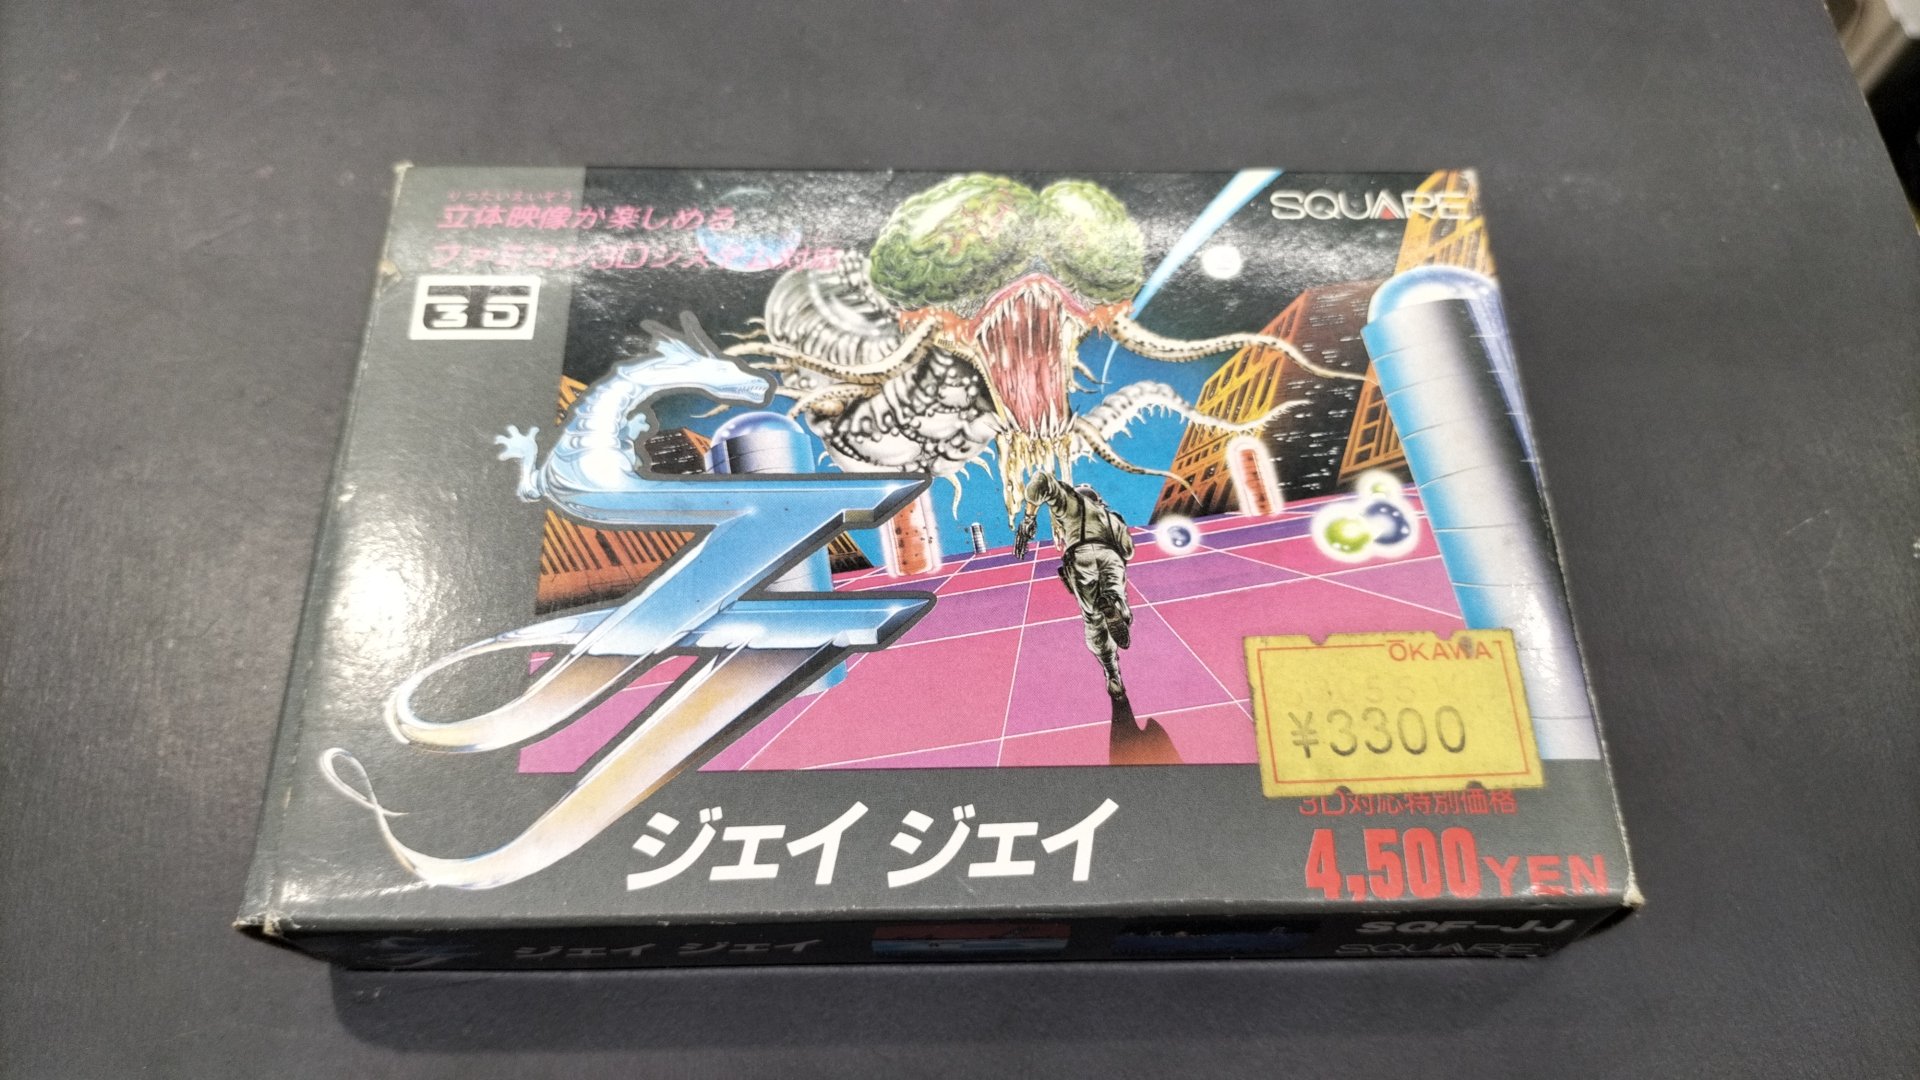 りったいえいぞう
立体映像が楽しめる
ファミコン3Dシステム対応
3D
SQUARE
JJ
ジェイ ジェイ
OKAWA
¥3300
3D対応特別価格
4,500YEN
JJ
ジェイ ジェイ
SQF-JJ
SQUARE